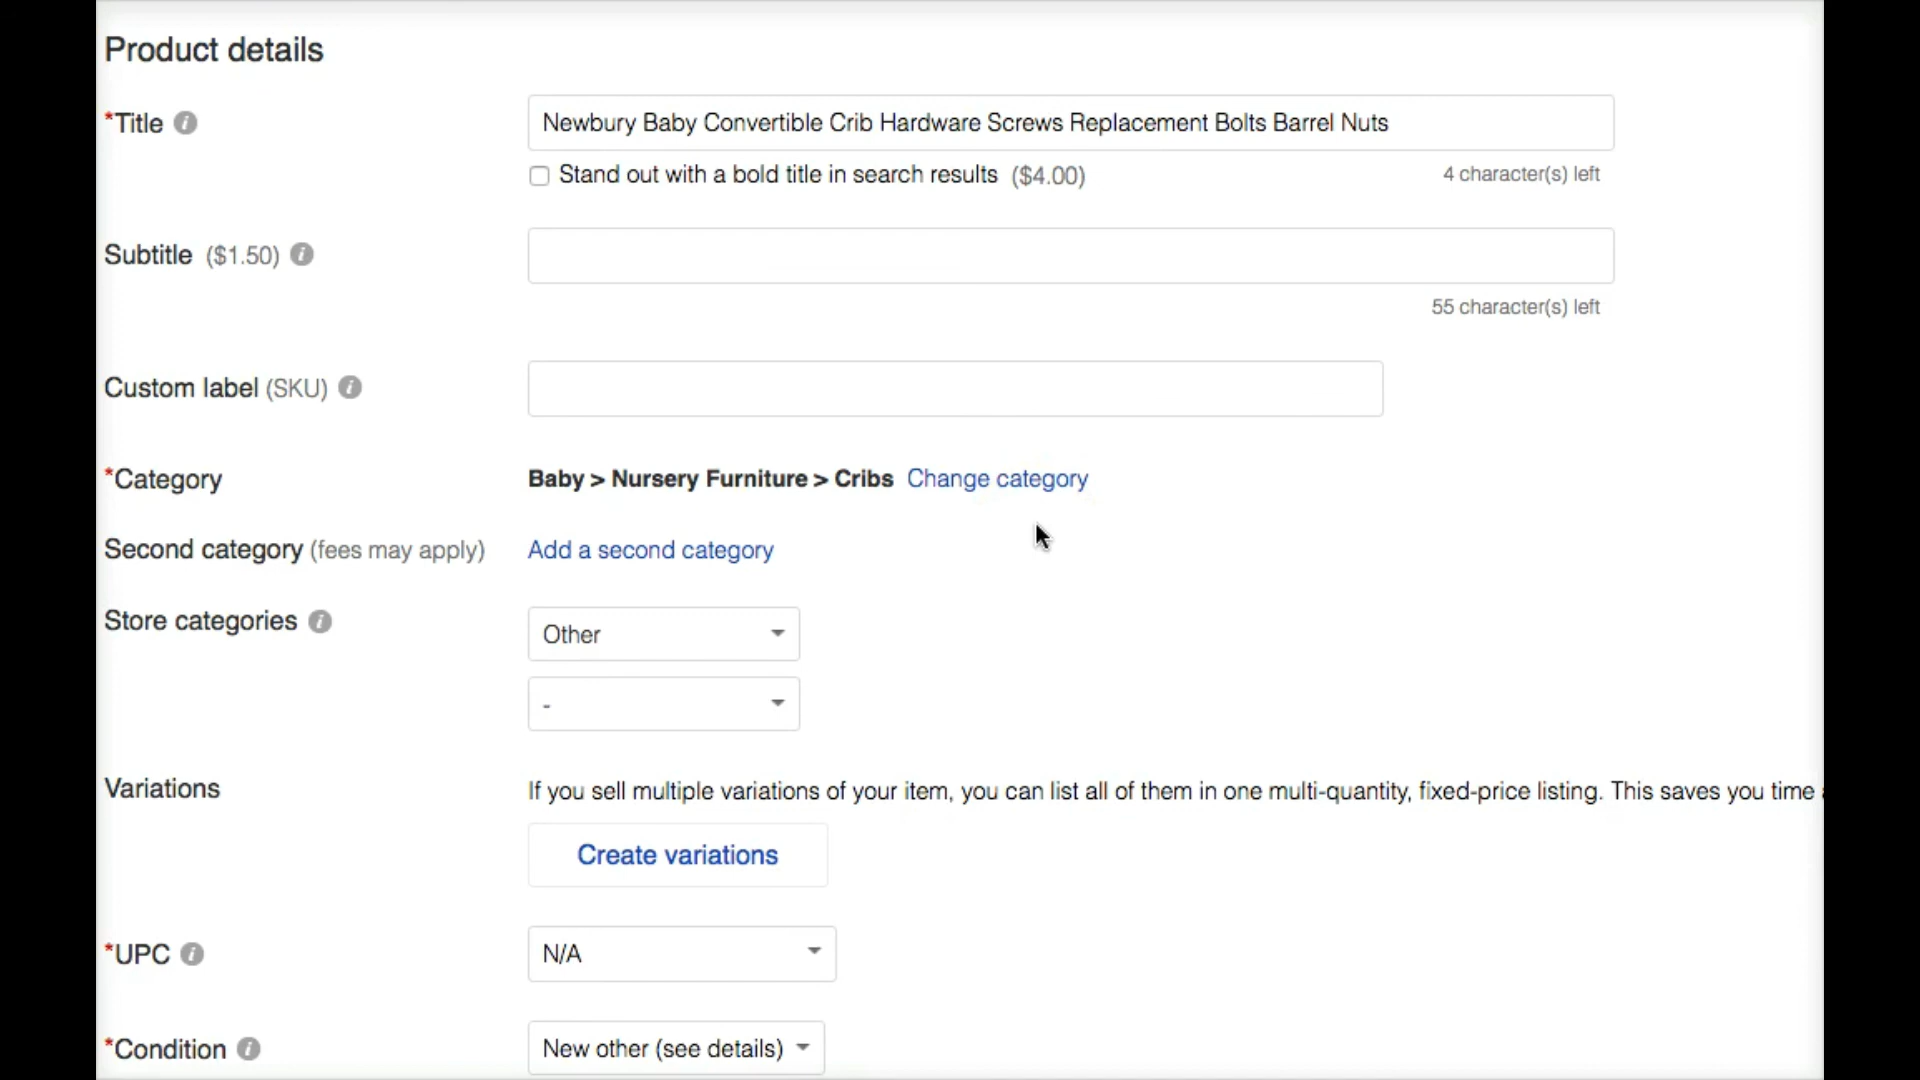 Product details
*Title
Newbury Baby Convertible Crib Hardware Screws Replacement Bolts Barrel Nuts
Stand out with a bold title in search results ($4.00)
4 character(s) left
Subtitle ($1.50)
55 character(s) left
Custom label (SKU)
*Category
Baby > Nursery Furniture > Cribs Change category
Second category (fees may apply)
Add a second category
Store categories
Other
-
Variations
If you sell multiple variations of your item, you can list all of them in one multi-quantity, fixed-price listing. This saves you time
Create variations
*UPC
N/A
*Condition
New other (see details)